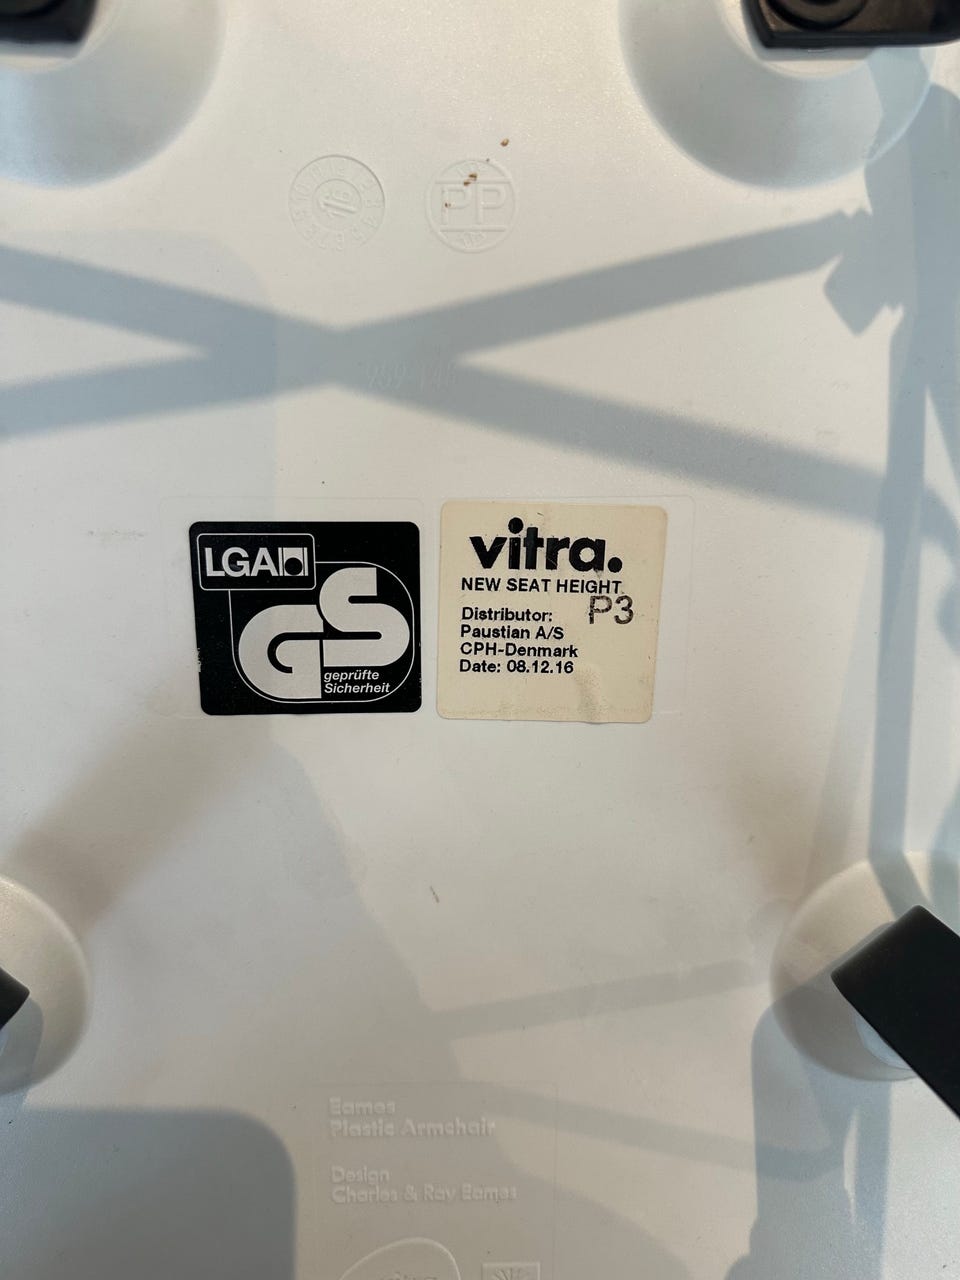 16
PP
LGA
GS
geprüfte
Sicherheit
vitra.
NEW SEAT HEIGHT
P3
Distributor:
Paustian A/S
CPH-Denmark
Date: 08.12.16
Eames
Plastic Armchair
Design
Charles & Ray Eames